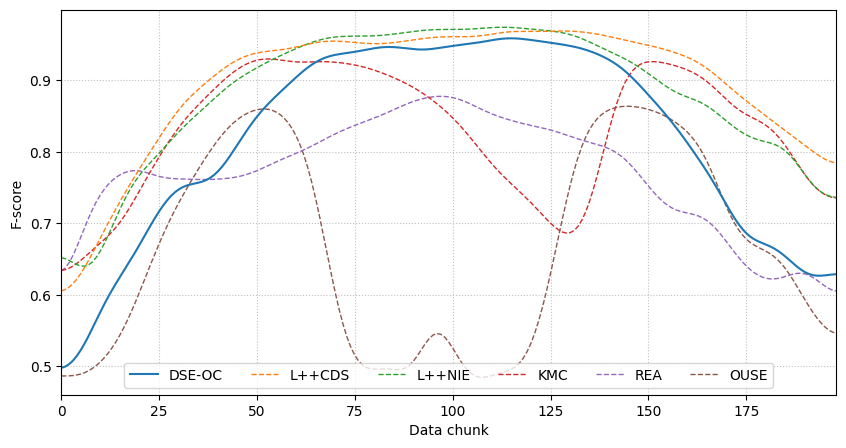 F-score
0.9
0.8
0.7
0.6
0.5
DSE-OC L++CDS L++NIE KMC REA OUSE
0 25 50 75 100 125 150 175
Data chunk